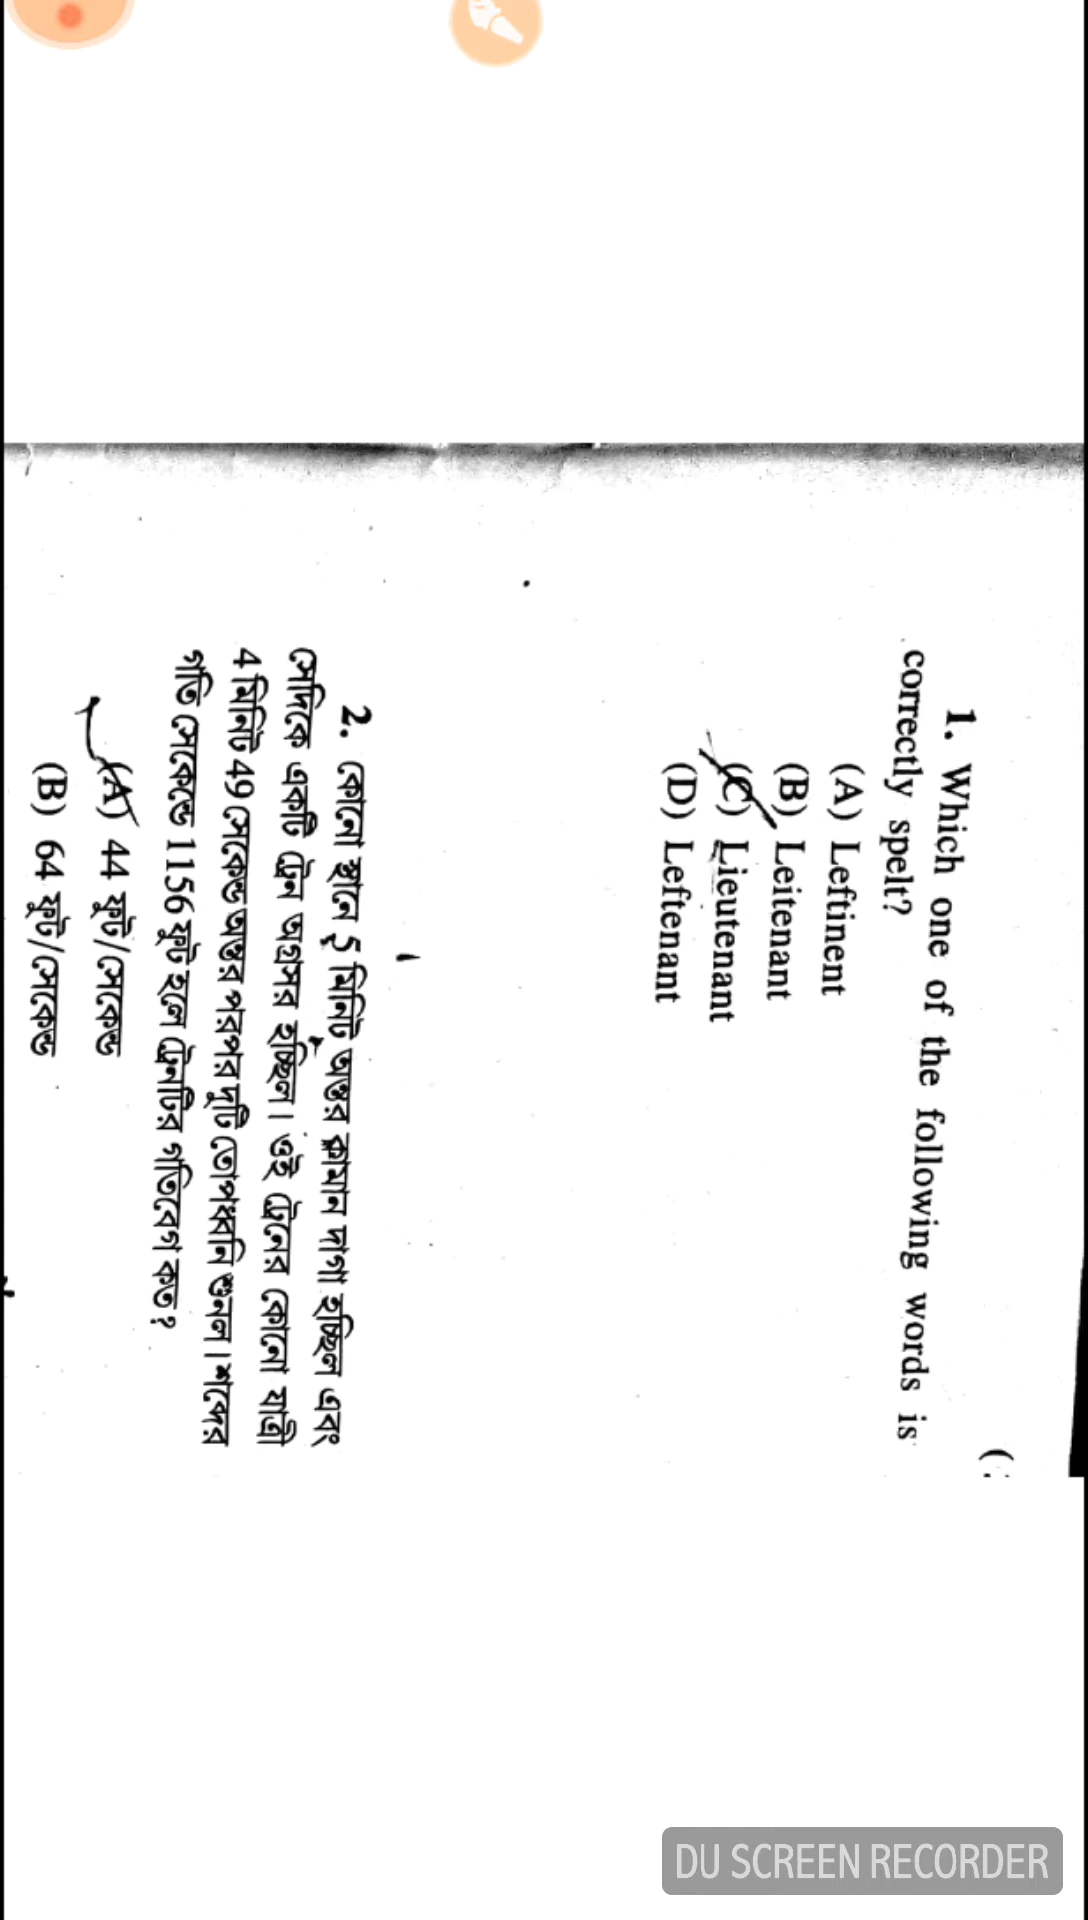 (
1. Which one of the following words is
correctly spelt?
(A) Leftinent
(B) Leitenant
(C) Lieutenant
(D) Leftenant
2. কোনো স্থানে 5 মিনিট অন্তর কামান দাগা হচ্ছিল এবং
সেদিকে একটি ট্রেন অগ্রসর হচ্ছিল। ওই ট্রেনের কোনো যাত্রী
4 মিনিট 49 সেকেন্ড অন্তর পরপর দুটি তোপধ্বনি শুনল। শব্দের
গতি সেকেন্ডে 1156 ফুট হলে ট্রেনটির গতিবেগ কত?
(A) 44 ফুট/সেকেন্ড
(B) 64 ফুট/সেকেন্ড
DU SCREEN RECORDER